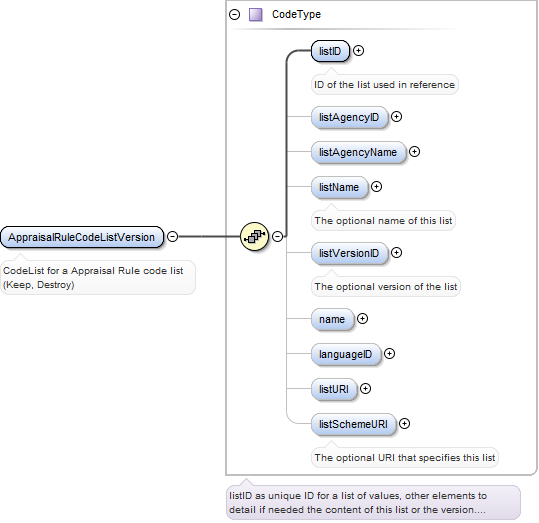 CodeType
listID
ID of the list used in reference
listAgencyID
listAgencyName
listName
The optional name of this list
AppraisalRuleCodeListVersion
CodeList for a Appraisal Rule code list
(Keep, Destroy)
listVersionID
The optional version of the list
name
languageID
listURI
listSchemeURI
The optional URI that specifies this list
listID as unique ID for a list of values, other elements to
detail if needed the content of this list or the version....